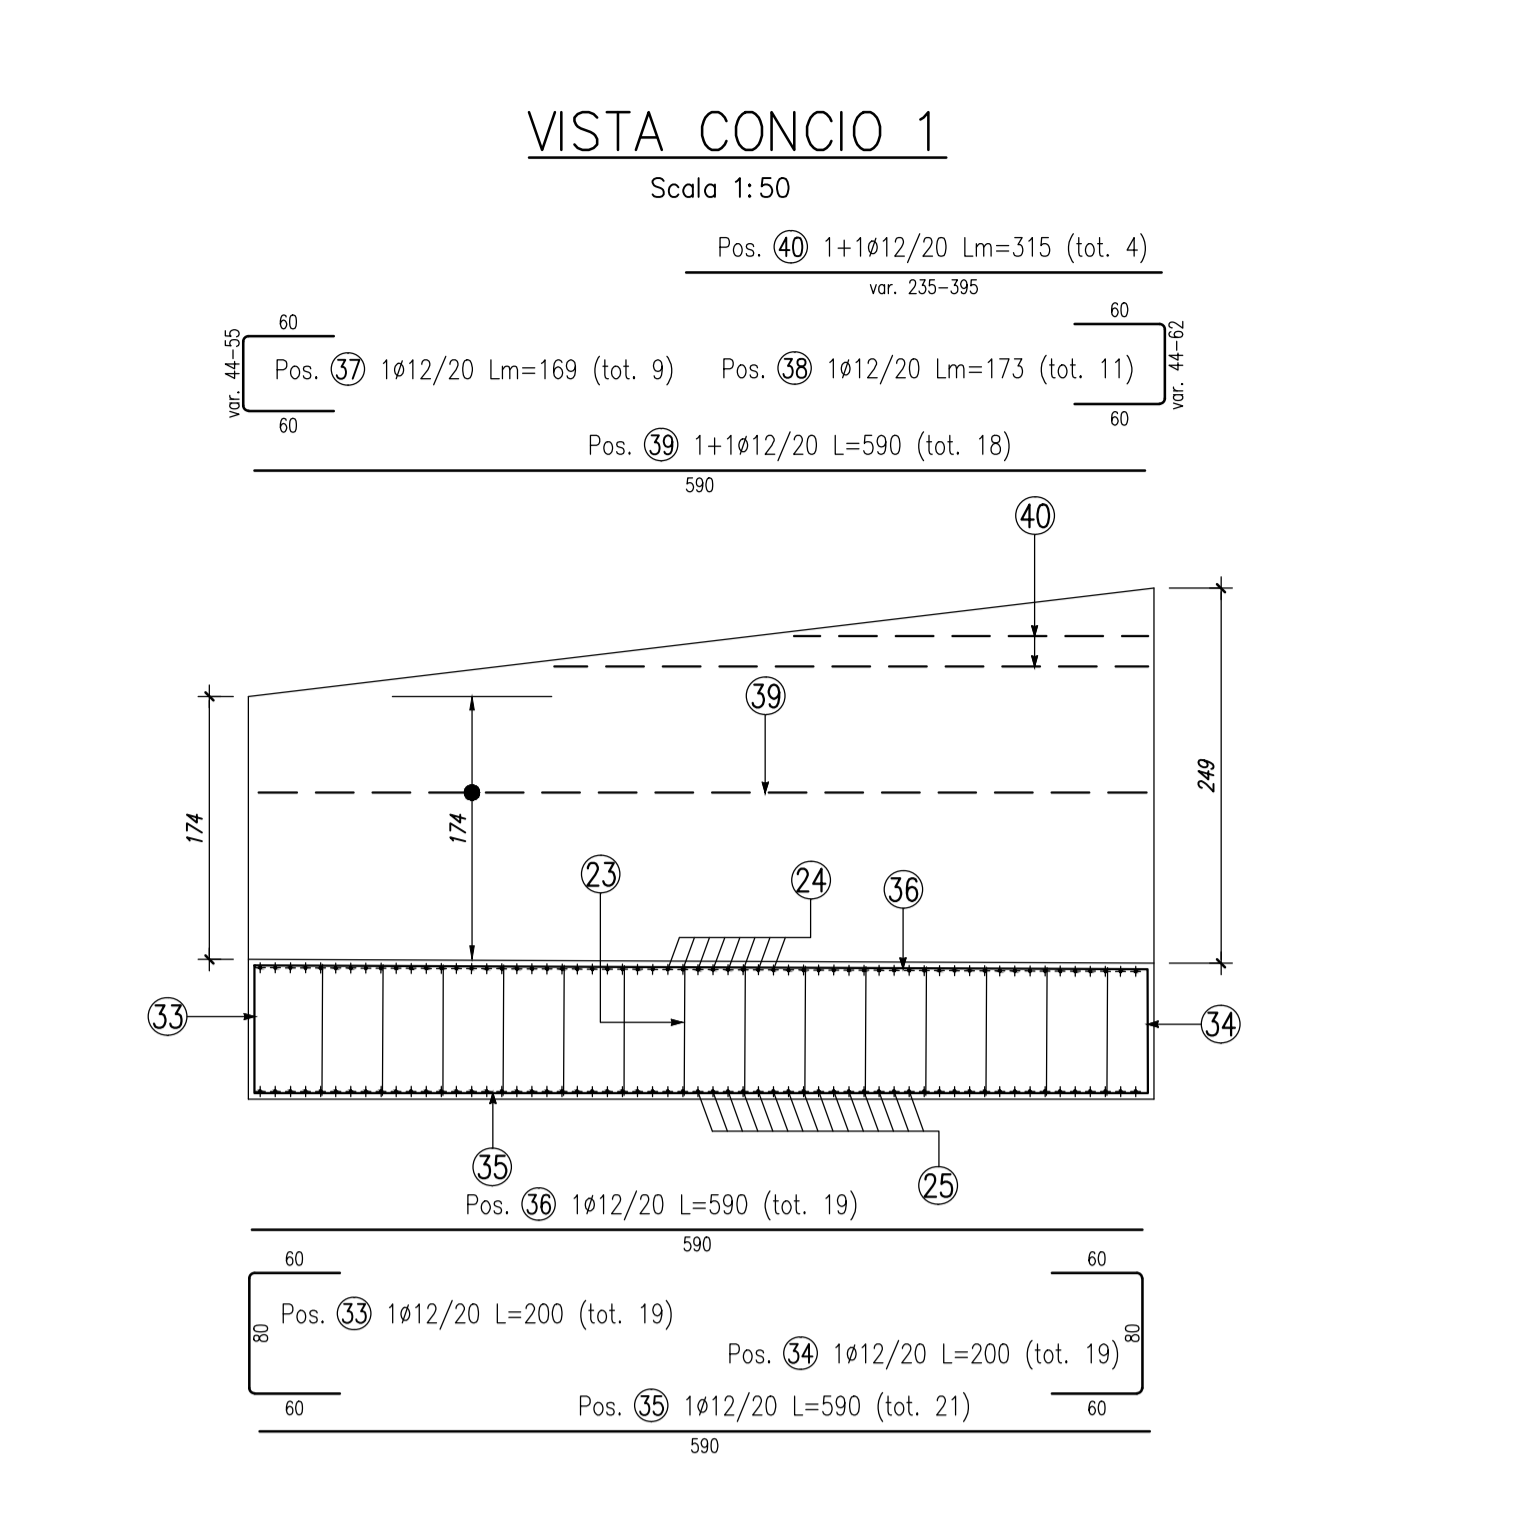 VISTA CONCIO 1
Scala 1:50
Pos. 40 1+1ø12/20 Lm=315 (tot. 4)
var. 235-395
60
60
var. 44-55
Pos. 37 1ø12/20 Lm=169 (tot. 9)
Pos. 38 1ø12/20 Lm=173 (tot. 11)
var. 44-62
60
60
Pos. 39 1+1ø12/20 L=590 (tot. 18)
590
40
39
249
174
174
23
24
36
33
34
35
25
Pos. 36 1ø12/20 L=590 (tot. 19)
590
60
60
80
Pos. 33 1ø12/20 L=200 (tot. 19)
Pos. 34 1ø12/20 L=200 (tot. 19)
80
60
60
Pos. 35 1ø12/20 L=590 (tot. 21)
590